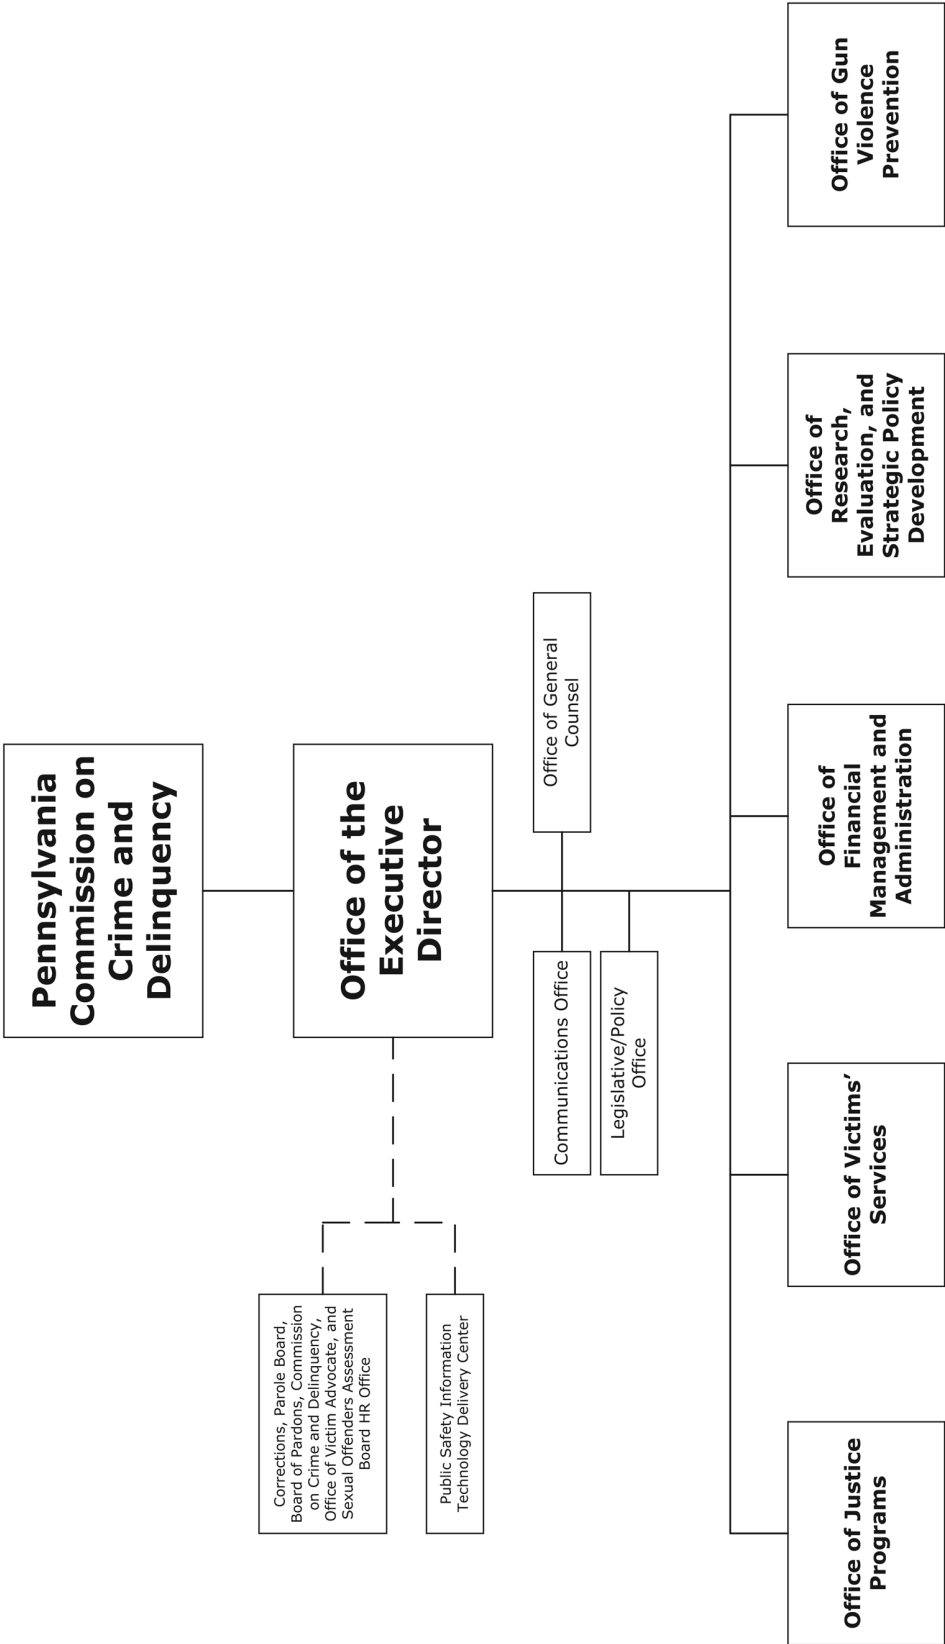 Pennsylvania
Commission on
Crime and
Delinquency
Office of the
Executive
Director
Corrections, Parole Board,
Board of Pardons, Commission
on Crime and Delinquency,
Office of Victim Advocate, and
Sexual Offenders Assessment
Board HR Office
Public Safety Information
Technology Delivery Center
Communications Office
Office of General
Counsel
Legislative/Policy
Office
Office of Justice
Programs
Office of Victims’
Services
Office of
Financial
Management and
Administration
Office of
Research,
Evaluation, and
Strategic Policy
Development
Office of Gun
Violence
Prevention